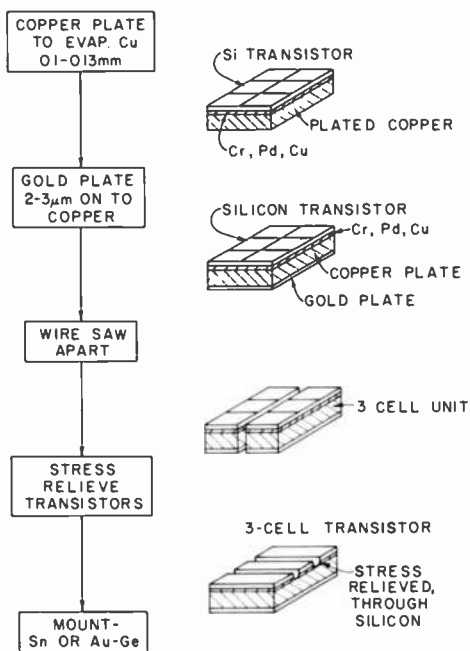 COPPER PLATE
TO EVAP. Cu
01-013mm
Si TRANSISTOR
PLATED COPPER
Cr, Pd, Cu
GOLD PLATE
2-3μm ON TO
COPPER
SILICON TRANSISTOR
Cr, Pd, Cu
COPPER PLATE
GOLD PLATE
WIRE SAW
APART
3 CELL UNIT
STRESS
RELIEVE
TRANSISTORS
3-CELL TRANSISTOR
STRESS
RELIEVED,
THROUGH
SILICON
MOUNT-
Sn OR Au-Ge